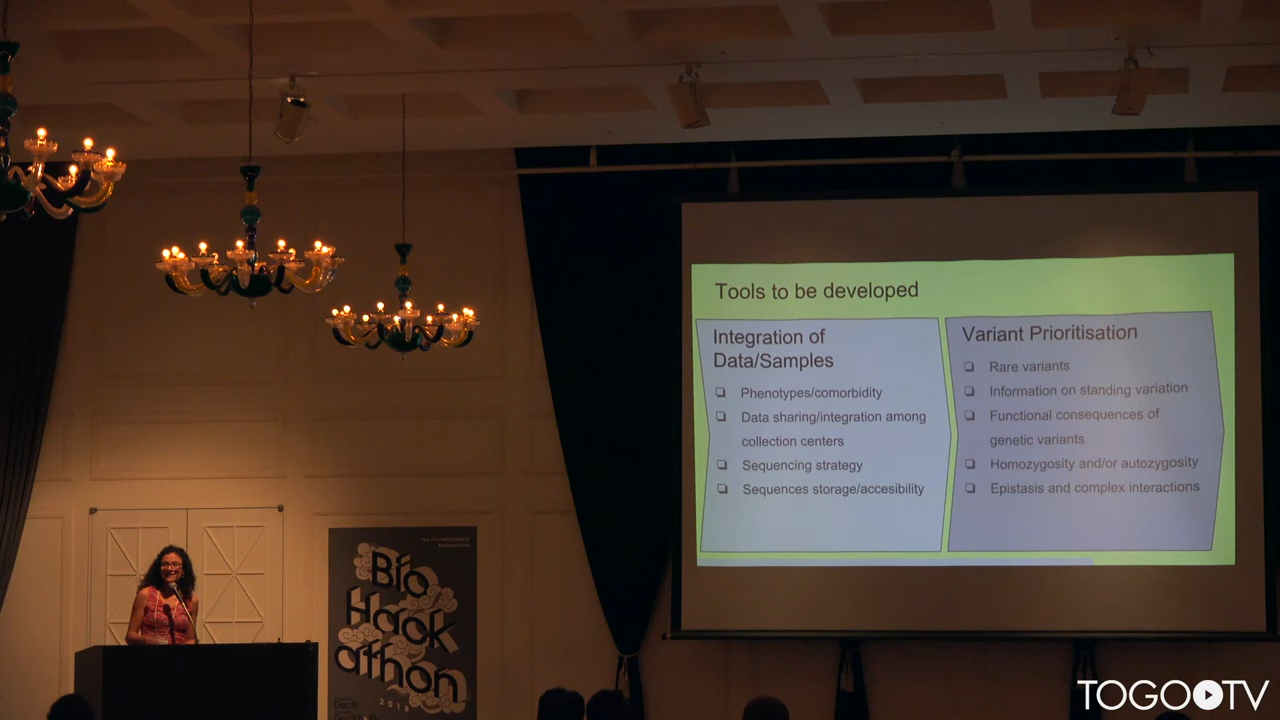 Tools to be developed
Integration of
Data/Samples
❑ Phenotypes/comorbidity
❑ Data sharing/integration among
collection centers
❑ Sequencing strategy
❑ Sequences storage/accesibility
Variant Prioritisation
❑ Rare variants
❑ Information on standing variation
❑ Functional consequences of
genetic variants
❑ Homozygosity and/or autozygosity
❑ Epistasis and complex interactions
Bio
Hack
athon
2018
TOGOTV